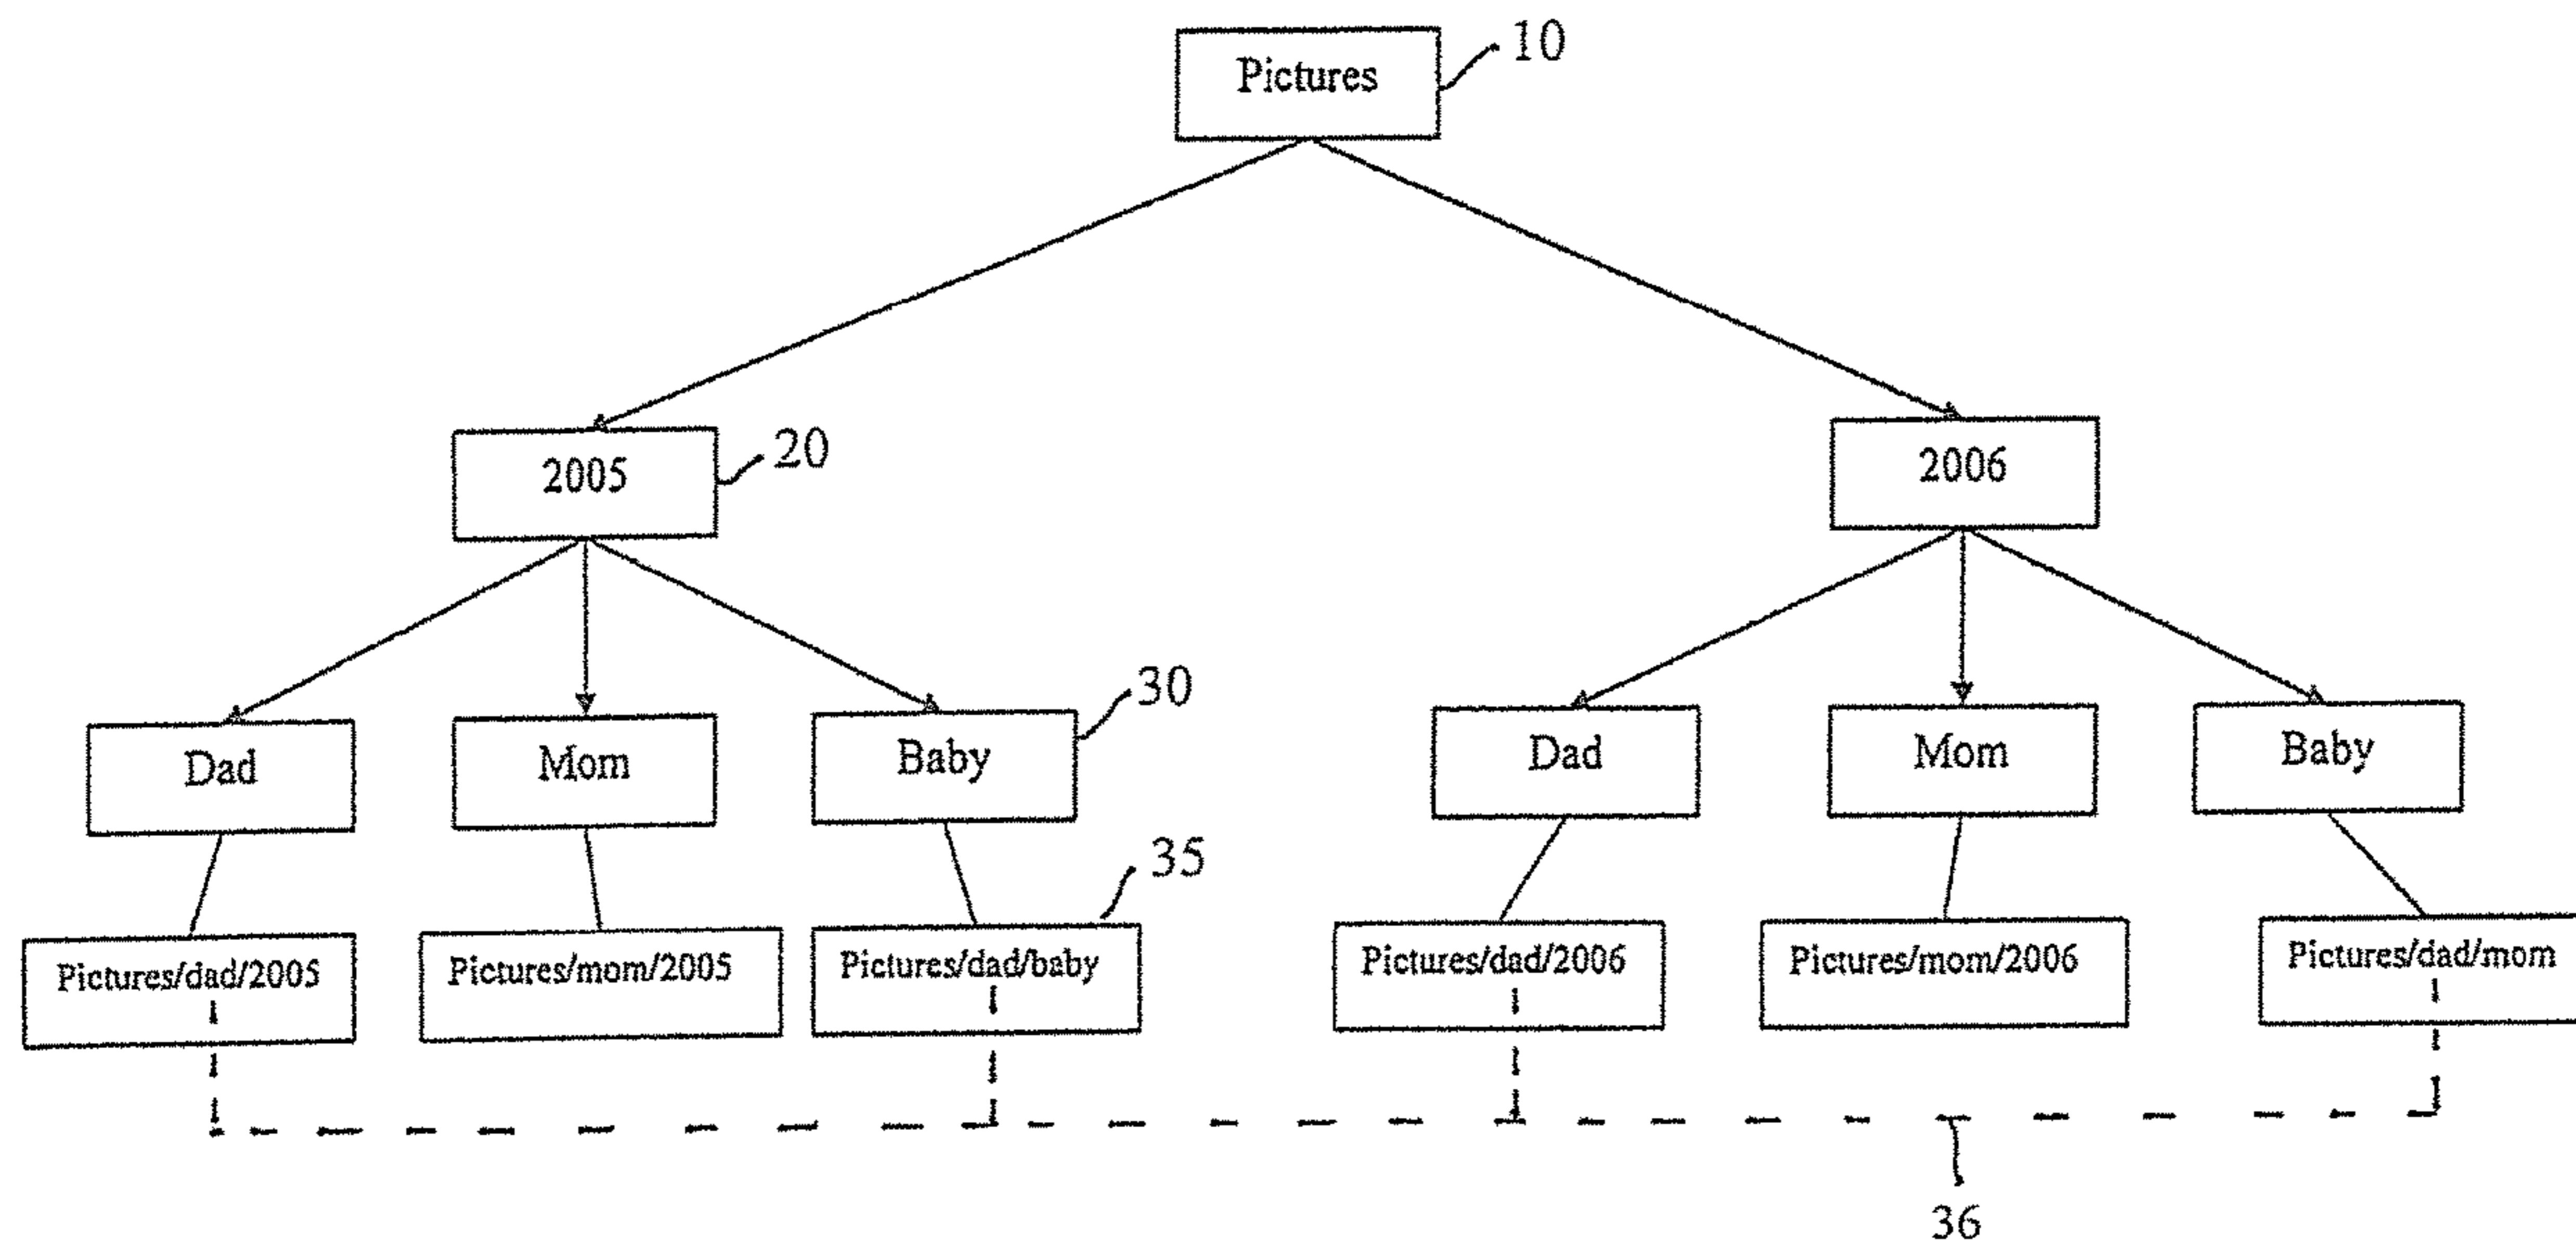 Pictures
10
2005
20
2006
Dad
Mom
Baby
30
Dad
Mom
Baby
35
Pictures/dad/2005
Pictures/mom/2005
Pictures/dad/baby
Pictures/dad/2006
Pictures/mom/2006
Pictures/dad/mom
36